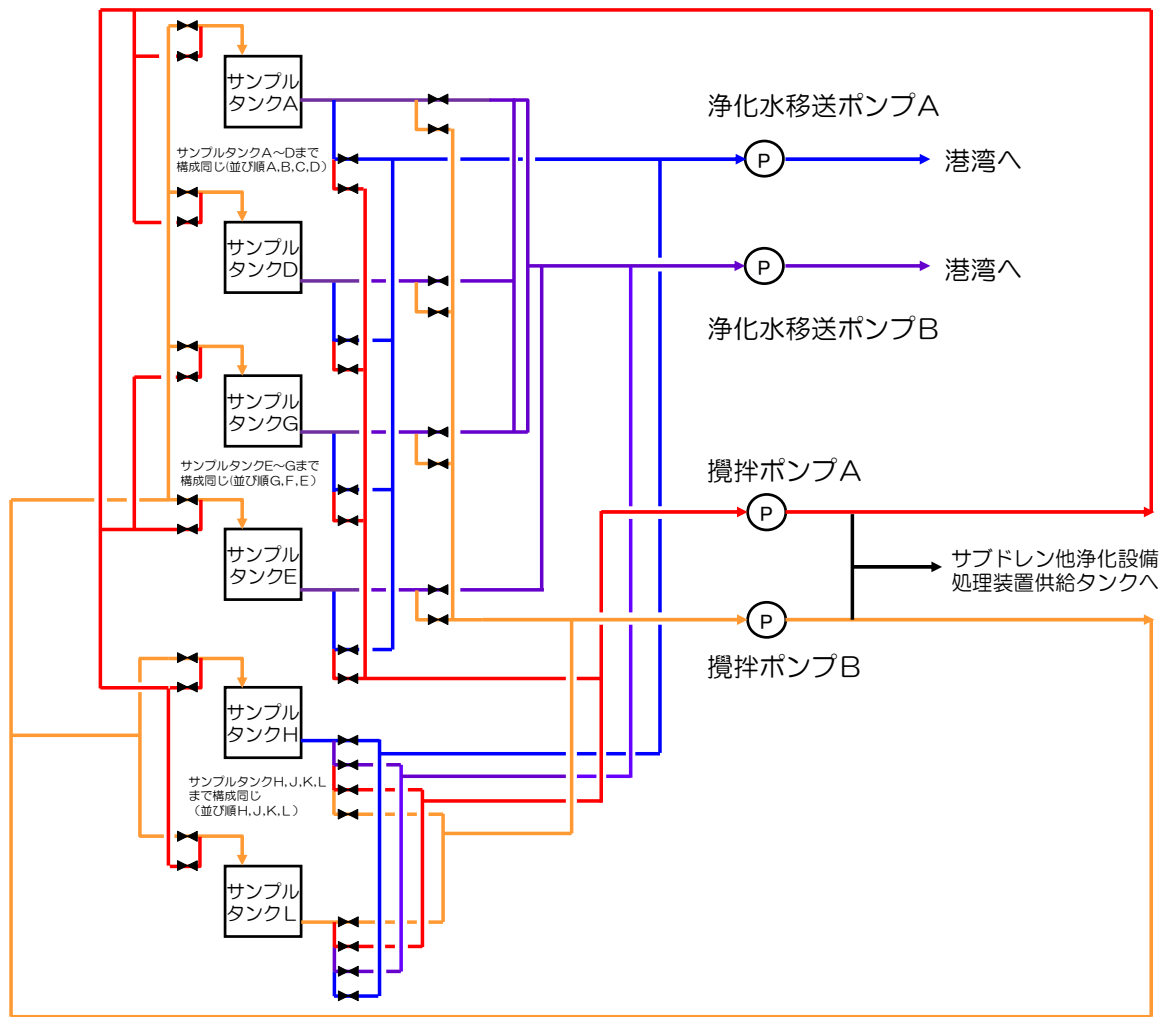 サンプル
タンクA
浄化水移送ポンプA
P
港湾へ
サンプルタンクA～Dまで
構成同じ(並び順A,B,C,D)
サンプル
タンクD
P
港湾へ
浄化水移送ポンプB
サンプル
タンクG
サンプルタンクE～Gまで
構成同じ(並び順G,F,E)
攪拌ポンプA
P
サンプル
タンクE
サブドレン他浄化設備
処理装置供給タンクへ
P
攪拌ポンプB
サンプル
タンクH
サンプルタンクH,J,K,L
まで構成同じ
(並び順H,J,K,L)
サンプル
タンクL